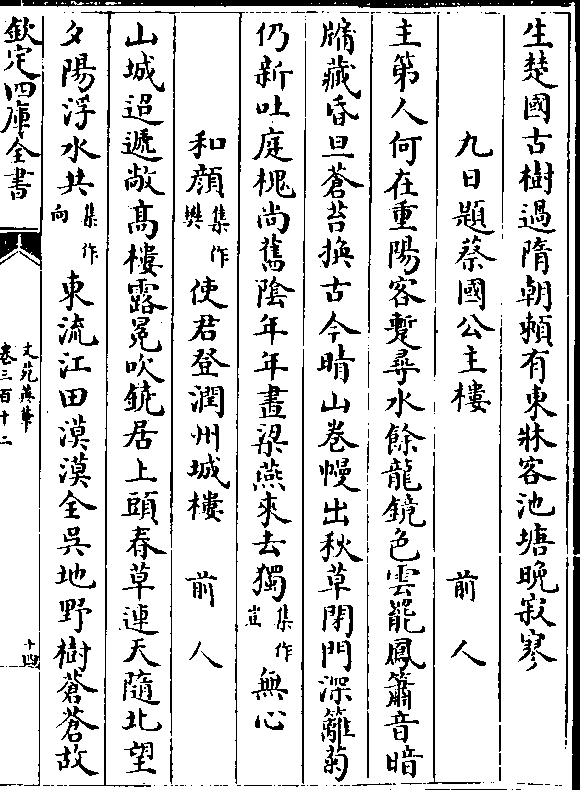 生楚國古樹過隋朝頼有東牀客池塘晚寂寥
九日題蔡國公主樓　前人
主第人何在重陽客暫尋水餘龍鏡色雲罷鳳簫音暗
牖藏昏旦蒼苔換古今晴山卷幔出秋草閉門深籬菊
仍新吐庭槐尚舊陰年年畫梁燕來去獨集作豈無心
和顔集作樊使君登潤州城樓　前人
山城迢遞敞髙樓露冕吹鐃居上頭春草連天隨北望
夕陽浮水共集作向東流江田漠漠全吳地野樹蒼蒼故
欽定四庫全書
文苑英華
卷三百十二
十四